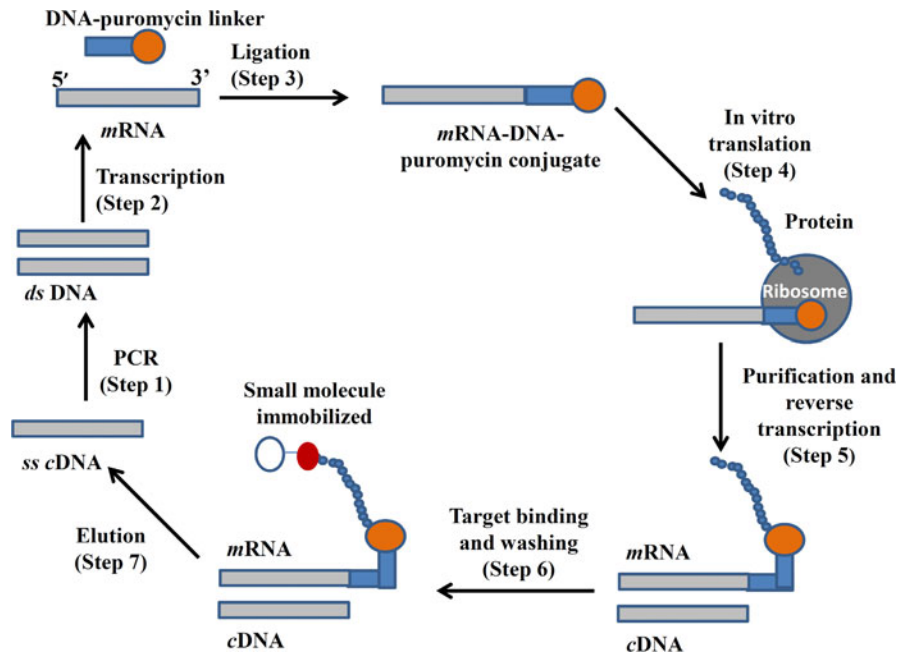 DNA-puromycin linker
5' 3'
mRNA
Ligation
(Step 3)
mRNA-DNA-
puromycin conjugate
In vitro
translation
(Step 4)
Protein
Ribosome
Purification and
reverse
transcription
(Step 5)
mRNA
cDNA
Target binding
and washing
(Step 6)
Small molecule
immobilized
mRNA
cDNA
Elution
(Step 7)
ss cDNA
PCR
(Step 1)
ds DNA
Transcription
(Step 2)